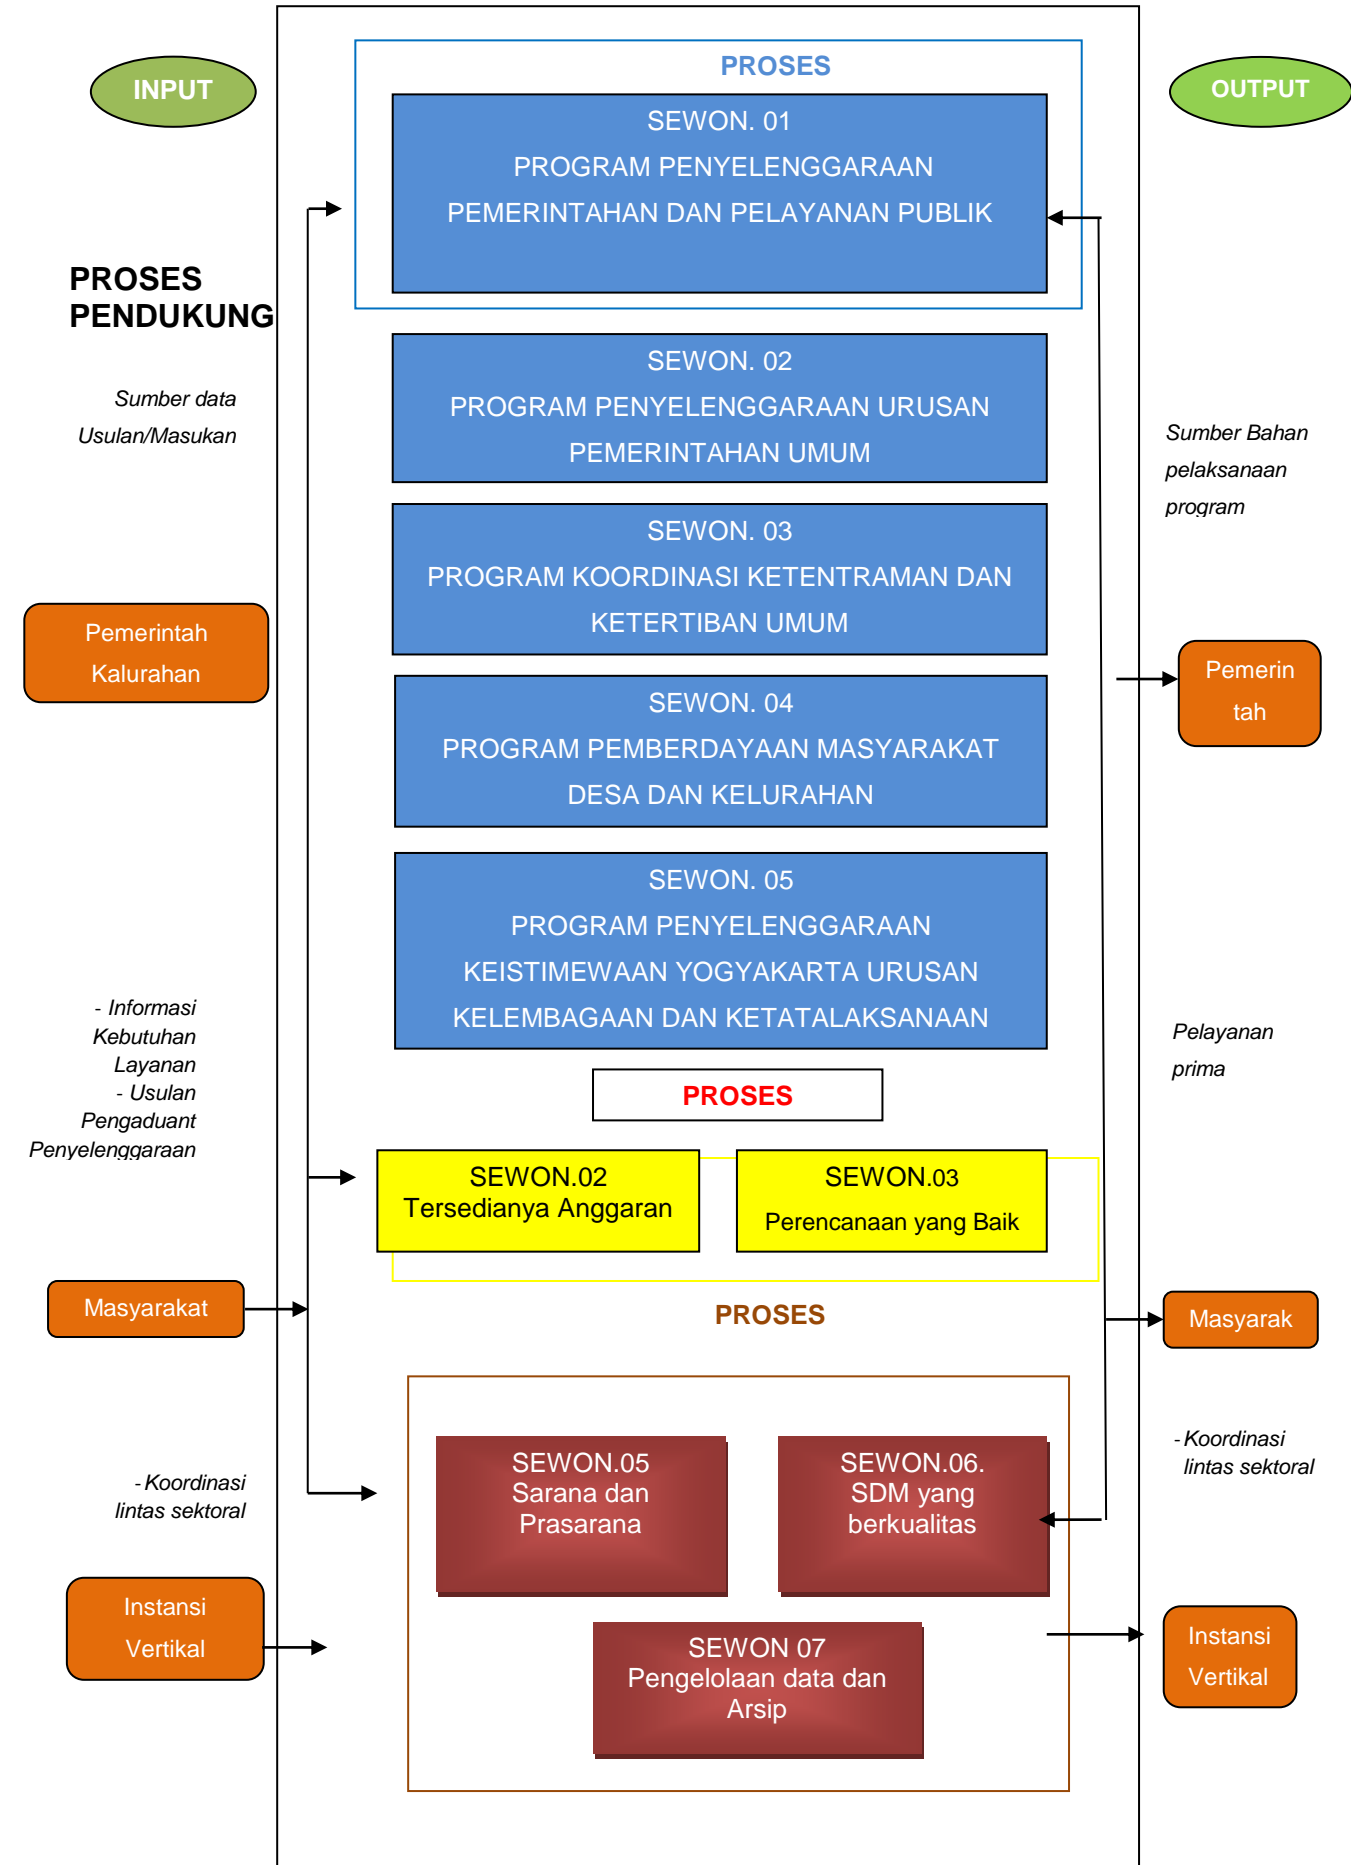 PROSES
INPUT
OUTPUT
SEWON. 01
PROGRAM PENYELENGGARAAN
PEMERINTAHAN DAN PELAYANAN PUBLIK
PROSES
PENDUKUNG
SEWON. 02
PROGRAM PENYELENGGARAAN URUSAN
PEMERINTAHAN UMUM
Sumber data
Usulan/Masukan
Sumber Bahan
pelaksanaan
program
SEWON. 03
PROGRAM KOORDINASI KETENTRAMAN DAN
KETERTIBAN UMUM
Pemerintah
Kalurahan
Pemerin
tah
SEWON. 04
PROGRAM PEMBERDAYAAN MASYARAKAT
DESA DAN KELURAHAN
SEWON. 05
PROGRAM PENYELENGGARAAN
KEISTIMEWAAN YOGYAKARTA URUSAN
KELEMBAGAAN DAN KETATALAKSANAAN
- Informasi
Kebutuhan
Layanan
- Usulan
Pengaduant
Penyelenggaraan
Pelayanan
prima
PROSES
SEWON.02
Tersedianya Anggaran
SEWON.03
Perencanaan yang Baik
Masyarakat
PROSES
Masyarak
SEWON.05
Sarana dan
Prasarana
SEWON.06.
SDM yang
berkualitas
- Koordinasi
lintas sektoral
- Koordinasi
lintas sektoral
Instansi
Vertikal
SEWON 07
Pengelolaan data dan
Arsip
Instansi
Vertikal